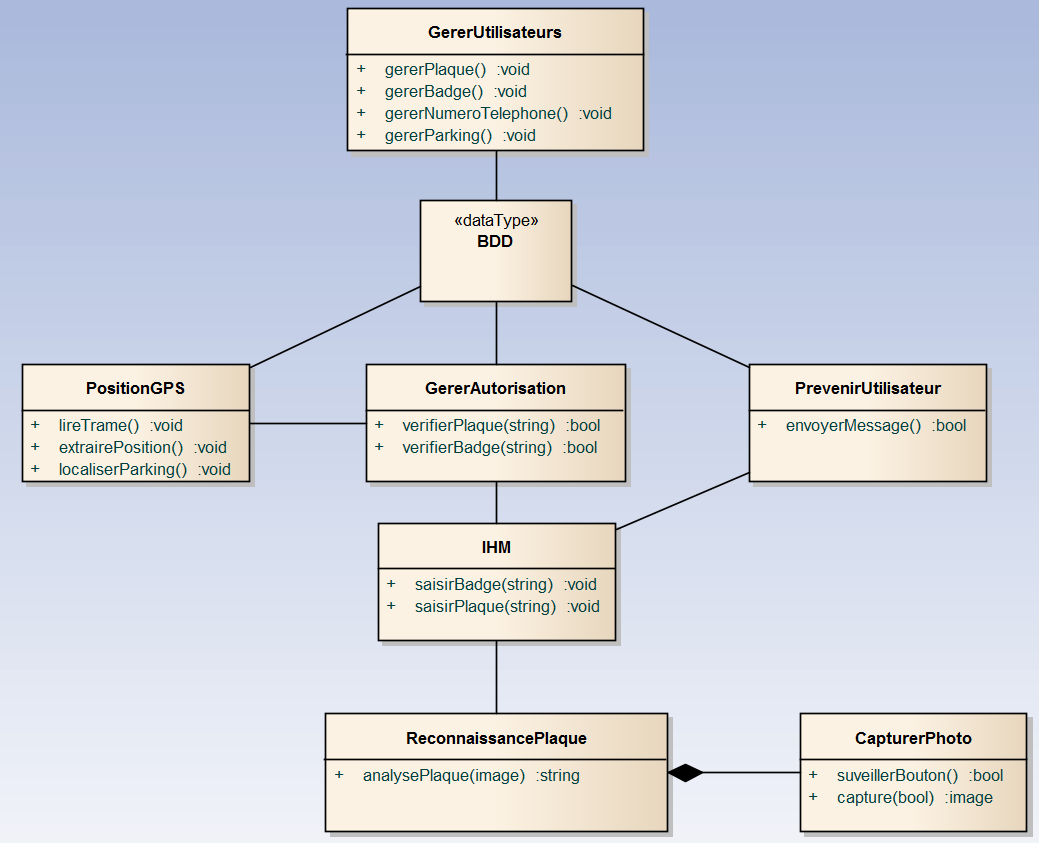 GererUtilisateurs
+ gererPlaque() :void
+ gererBadge() :void
+ gererNumeroTelephone() :void
+ gererParking() :void
«dataType»
BDD
PositionGPS
+ lireTrame() :void
+ extrairePosition() :void
+ localiserParking() :void
GererAutorisation
+ verifierPlaque(string) :bool
+ verifierBadge(string) :bool
PrevenirUtilisateur
+ envoyerMessage() :bool
IHM
+ saisirBadge(string) :void
+ saisirPlaque(string) :void
ReconnaissancePlaque
+ analysePlaque(image) :string
CapturerPhoto
+ suveillerBouton() :bool
+ capture(bool) :image